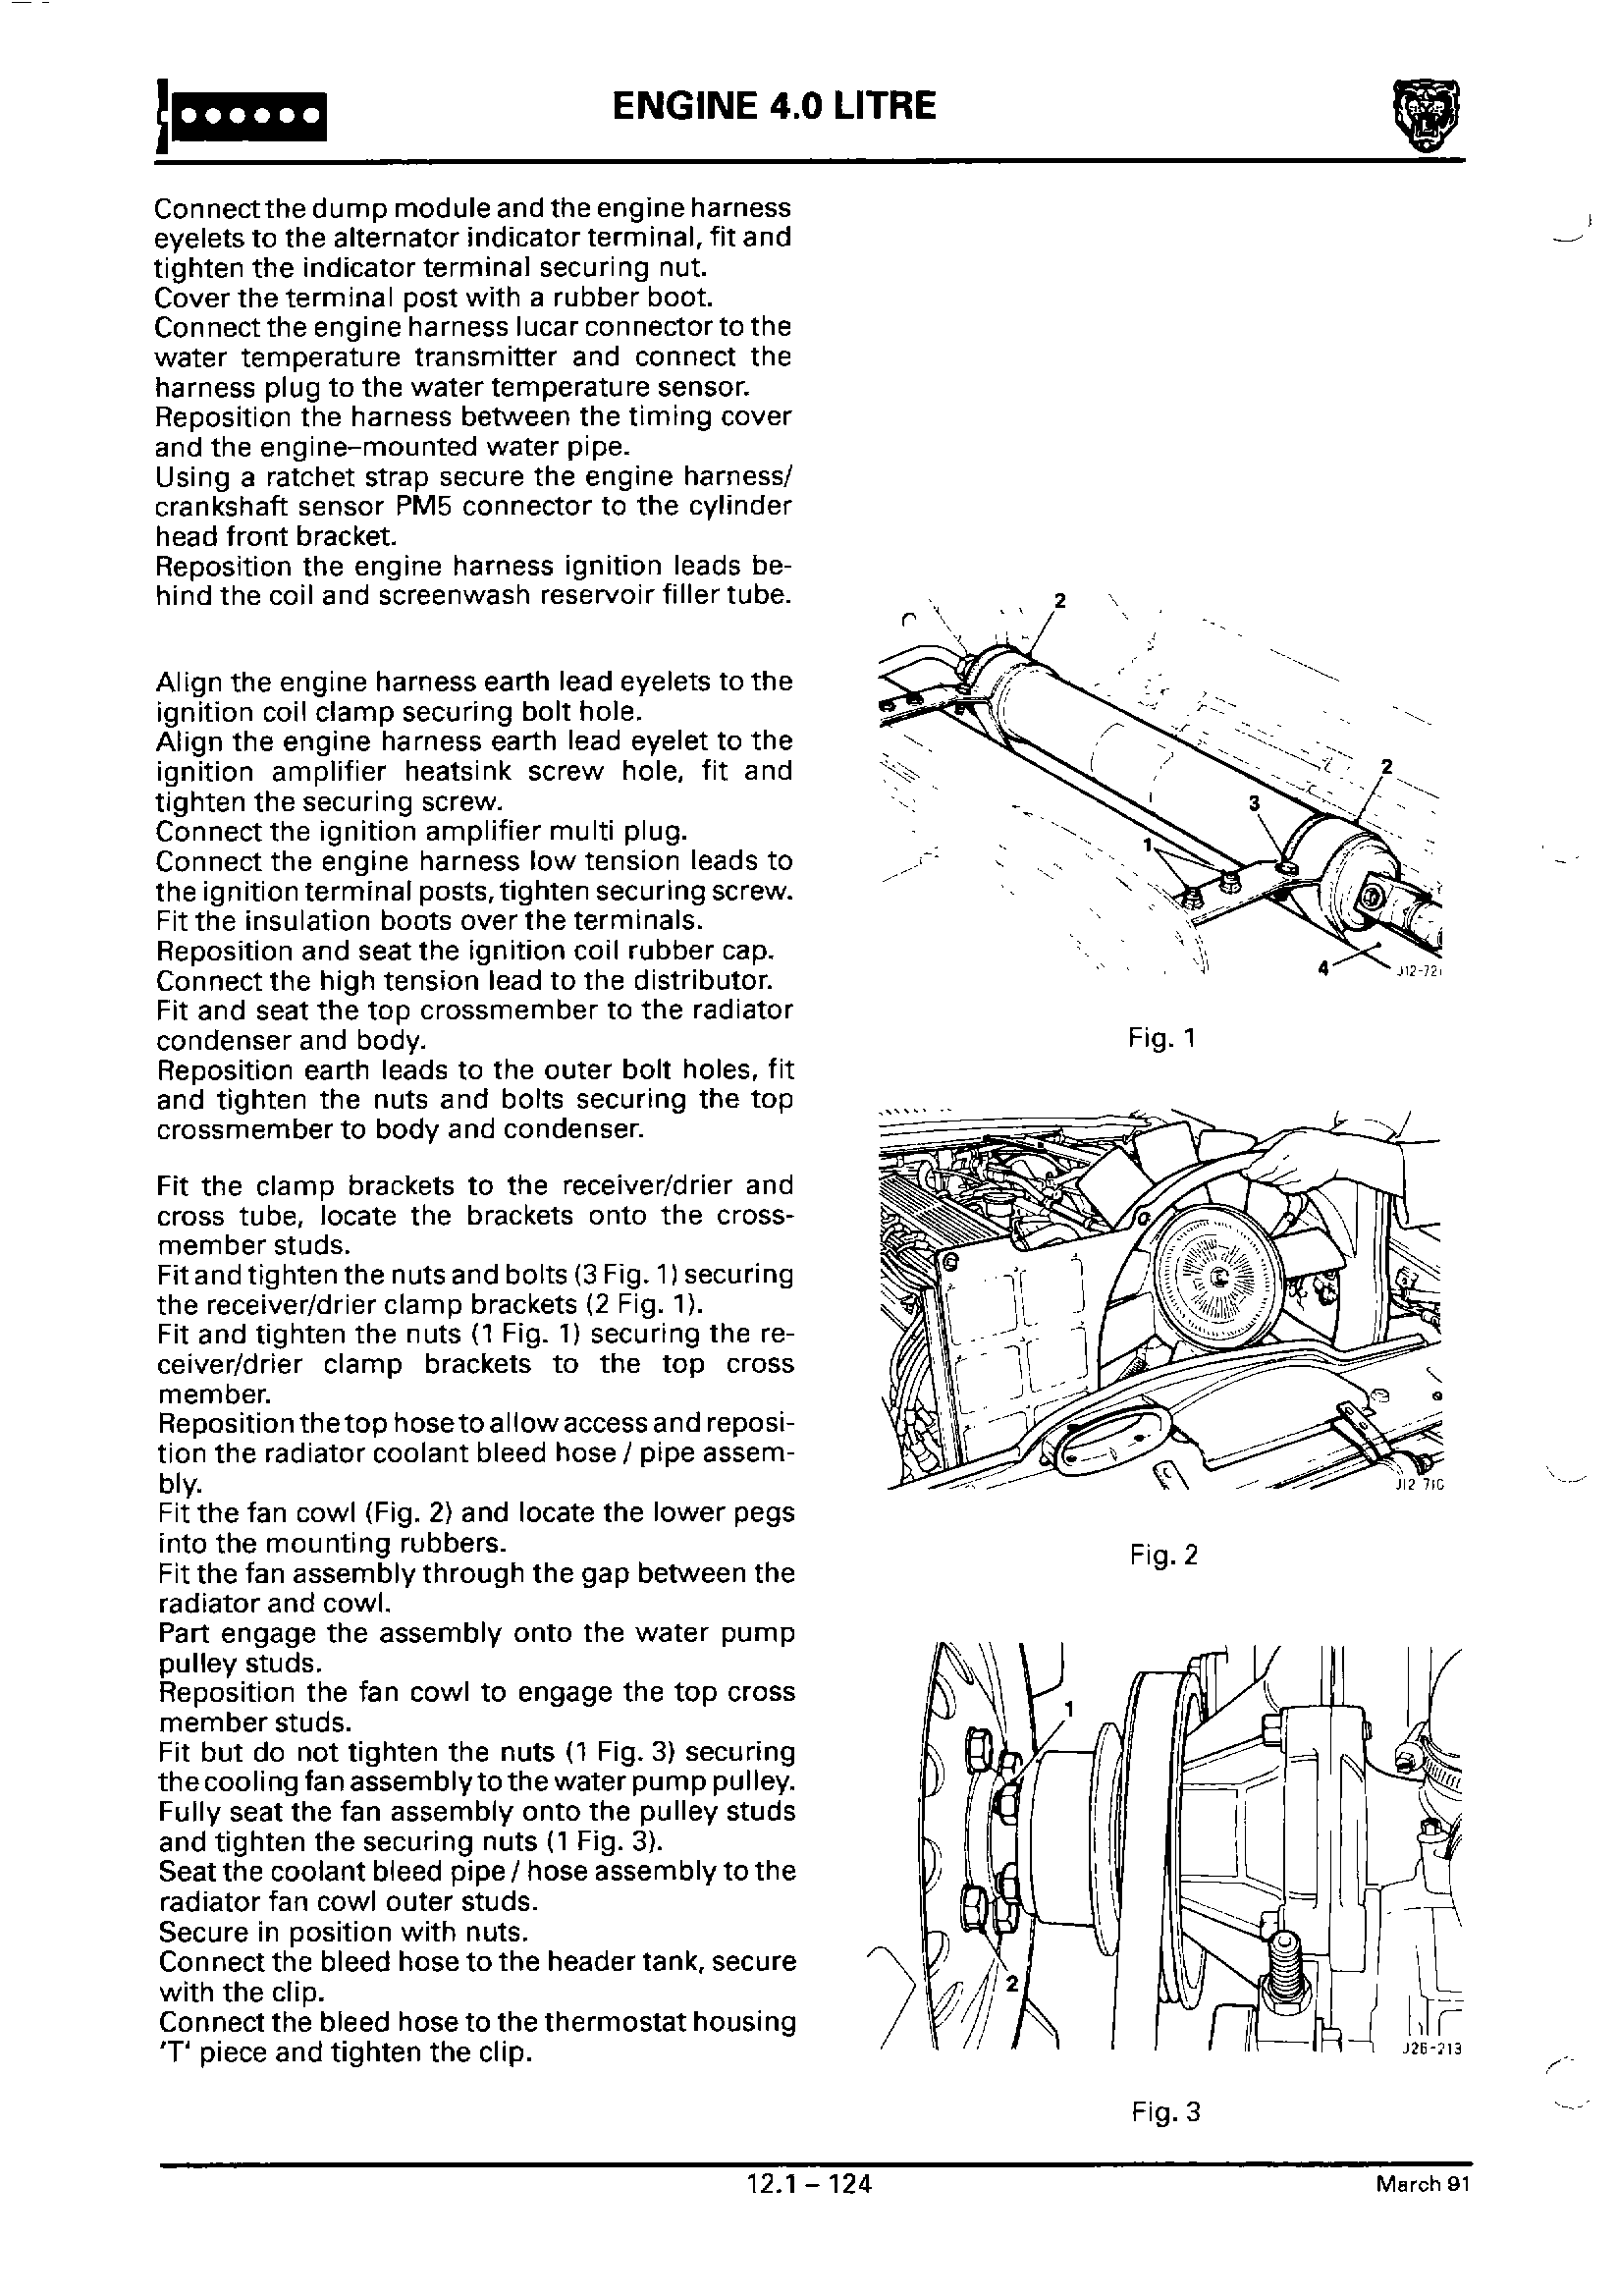 ENGINE 4.0 LITRE
Connect the dump module and the engine harness
eyelets to the alternator indicator terminal, fit and
tighten the indicator terminal securing nut.
Cover the terminal post with a rubber boot.
Connect the engine harness lucar connector to the
water temperature transmitter and connect the
harness plug to the water temperature sensor.
Reposition the harness between the timing cover
and the engine–mounted water pipe.
Using a ratchet strap secure the engine harness/
crankshaft sensor PM5 connector to the cylinder
head front bracket.
Reposition the engine harness ignition leads be-
hind the coil and screenwash reservoir filler tube.
Align the engine harness earth lead eyelets to the
ignition coil clamp securing bolt hole.
Align the engine harness earth lead eyelet to the
ignition amplifier heatsink screw hole, fit and
tighten the securing screw.
Connect the ignition amplifier multi plug.
Connect the engine harness low tension leads to
the ignition terminal posts, tighten securing screw.
Fit the insulation boots over the terminals.
Reposition and seat the ignition coil rubber cap.
Connect the high tension lead to the distributor.
Fit and seat the top crossmember to the radiator
condenser and body.
Reposition earth leads to the outer bolt holes, fit
and tighten the nuts and bolts securing the top
crossmember to body and condenser.
Fit the clamp brackets to the receiver/drier and
cross tube, locate the brackets onto the cross-
member studs.
Fit and tighten the nuts and bolts (3 Fig. 1) securing
the receiver/drier clamp brackets (2 Fig. 1).
Fit and tighten the nuts (1 Fig. 1) securing the re-
ceiver/drier clamp brackets to the top cross
member.
Reposition the top hose to allow access and reposi-
tion the radiator coolant bleed hose / pipe assem-
bly.
Fit the fan cowl (Fig. 2) and locate the lower pegs
into the mounting rubbers.
Fit the fan assembly through the gap between the
radiator and cowl.
Part engage the assembly onto the water pump
pulley studs.
Reposition the fan cowl to engage the top cross
member studs.
Fit but do not tighten the nuts (1 Fig. 3) securing
the cooling fan assembly to the water pump pulley.
Fully seat the fan assembly onto the pulley studs
and tighten the securing nuts (1 Fig. 3).
Seat the coolant bleed pipe / hose assembly to the
radiator fan cowl outer studs.
Secure in position with nuts.
Connect the bleed hose to the header tank, secure
with the clip.
Connect the bleed hose to the thermostat housing
'T' piece and tighten the clip.
2
2
3
1
4
Fig. 1
Fig. 2
1
2
J26-213
Fig. 3
12.1 – 124
March 91